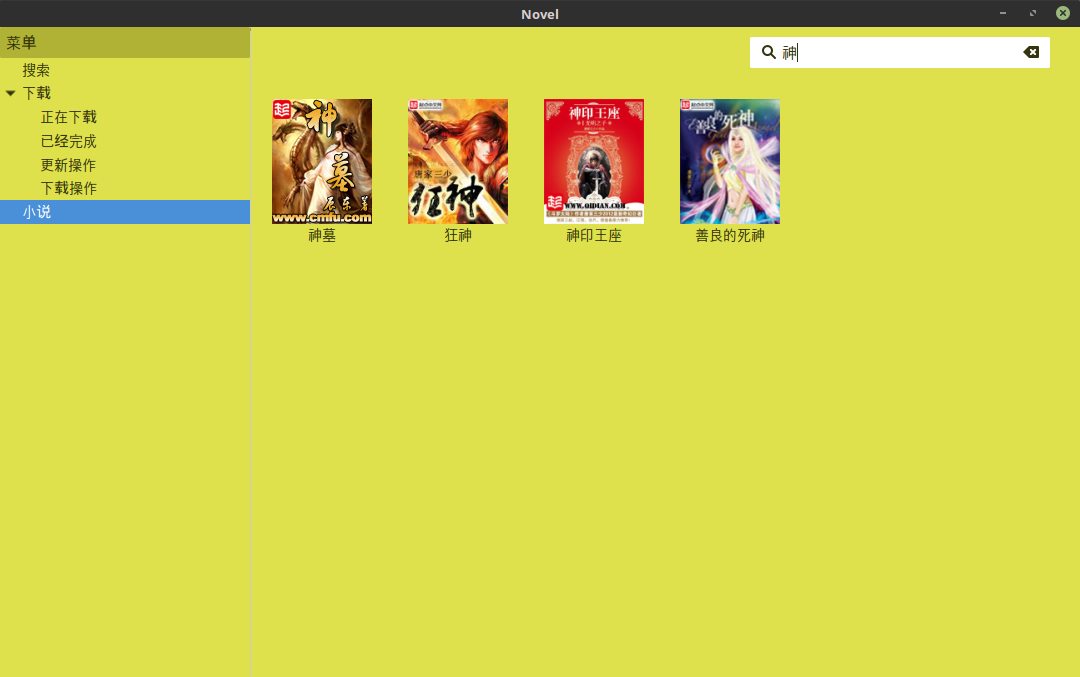 Novel
菜单
搜索
下载
正在下载
已经完成
更新操作
下载操作
小说
神
起
神
墓
辰东著
www.cmfu.com
神墓
唐家三少
狂神
狂神
神印王座
起
WWW.QIDIAN.COM
神印王座
善良的死神
善良的死神